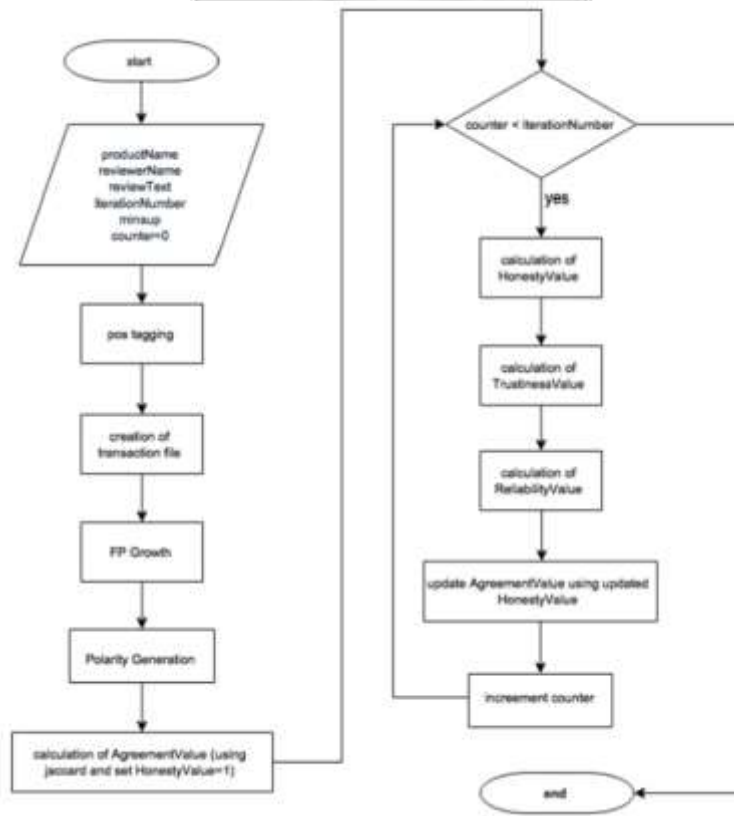 start
productName
reviewerName
reviewText
IterationNumber
minsup
counter=0
pos tagging
creation of
transaction file
FP Growth
Polarity Generation
calculation of AgreementValue (using
jaccard and set HonestyValue=1)
counter < IterationNumber
yes
calculation of
HonestyValue
calculation of
TrustinessValue
calculation of
ReliabilityValue
update AgreementValue using updated
HonestyValue
increement counter
end